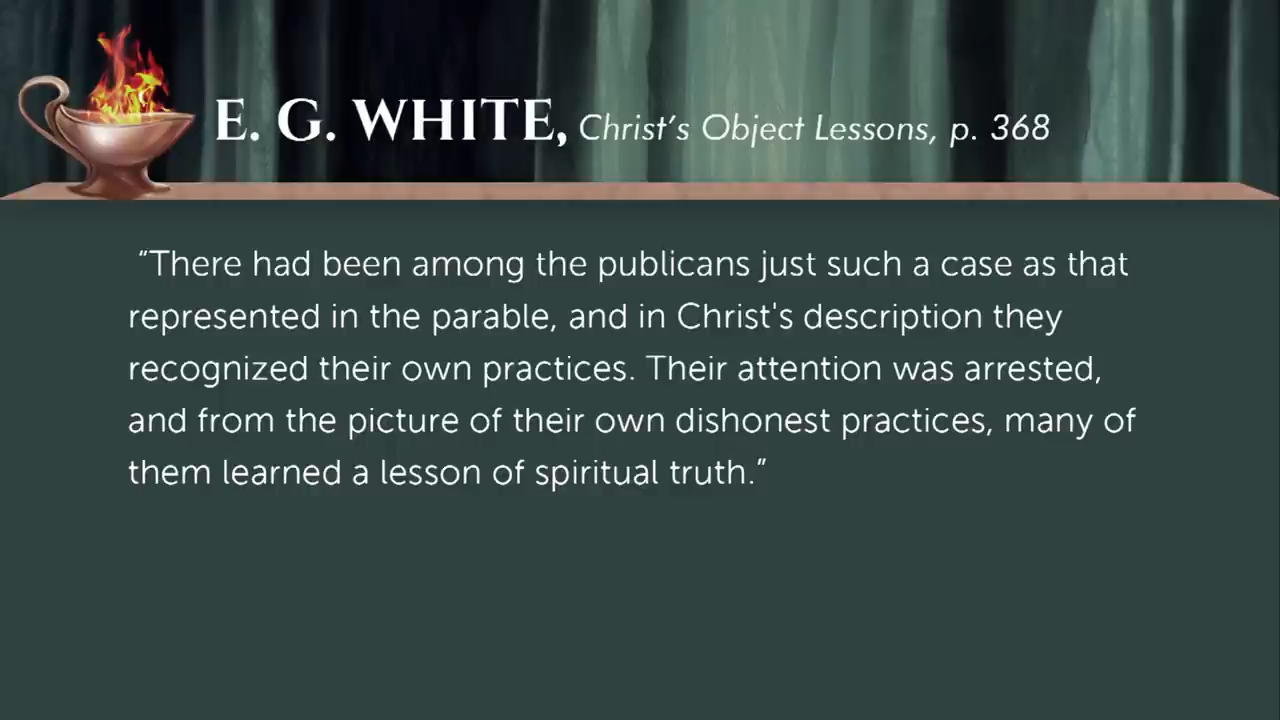 E. G. WHITE, Christ’s Object Lessons, p. 368
“There had been among the publicans just such a case as that
represented in the parable, and in Christ's description they
recognized their own practices. Their attention was arrested,
and from the picture of their own dishonest practices, many of
them learned a lesson of spiritual truth.”